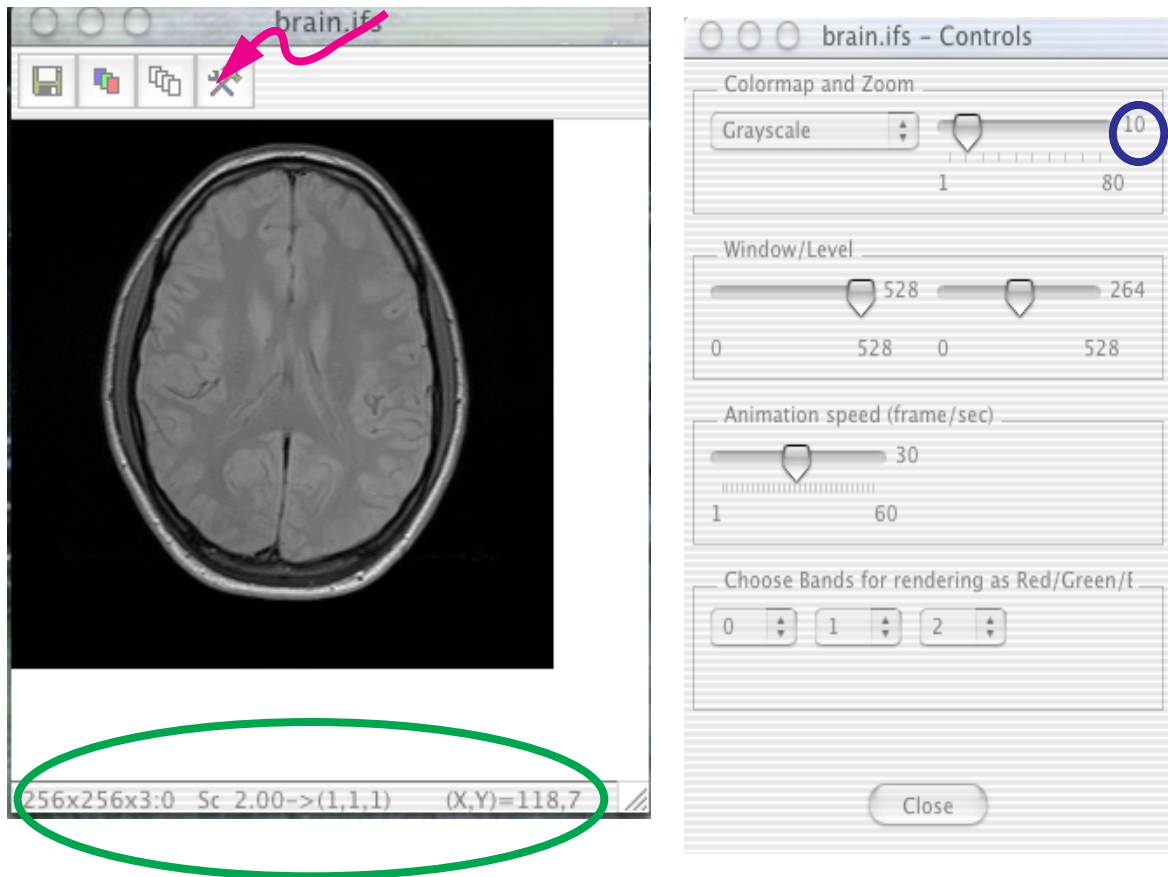 brain.ifs
256x256x3:0 Sc 2.00->(1,1,1) (X,Y)=118,7
brain.ifs – Controls
Colormap and Zoom
Grayscale
10
1 80
Window/Level
528 264
0 528 0 528
Animation speed (frame/sec)
30
1 60
Choose Bands for rendering as Red/Green/E
0 1 2
Close